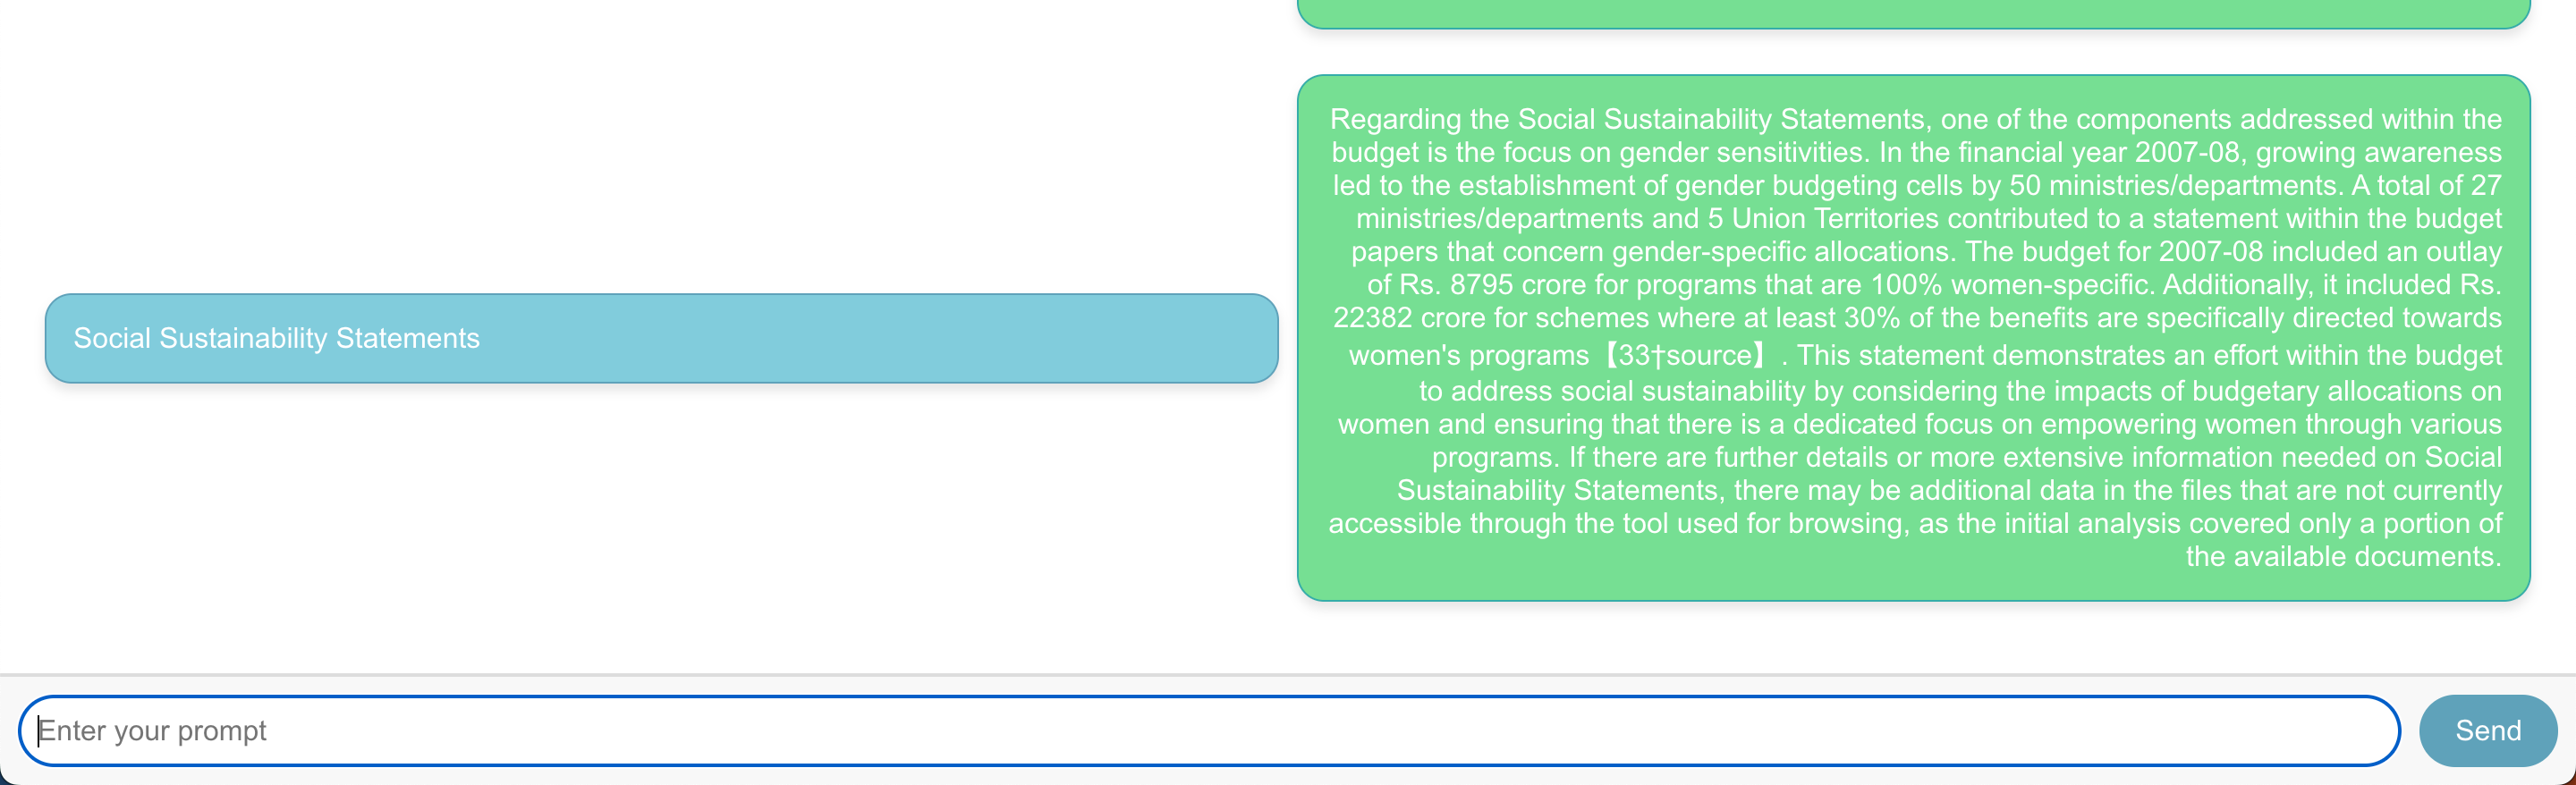 Social Sustainability Statements
Regarding the Social Sustainability Statements, one of the components addressed within the
budget is the focus on gender sensitivities. In the financial year 2007-08, growing awareness
led to the establishment of gender budgeting cells by 50 ministries/departments. A total of 27
ministries/departments and 5 Union Territories contributed to a statement within the budget
papers that concern gender-specific allocations. The budget for 2007-08 included an outlay
of Rs. 8795 crore for programs that are 100% women-specific. Additionally, it included Rs.
22382 crore for schemes where at least 30% of the benefits are specifically directed towards
women's programs【33†source】. This statement demonstrates an effort within the budget
to address social sustainability by considering the impacts of budgetary allocations on
women and ensuring that there is a dedicated focus on empowering women through various
programs. If there are further details or more extensive information needed on Social
Sustainability Statements, there may be additional data in the files that are not currently
accessible through the tool used for browsing, as the initial analysis covered only a portion of
the available documents.
Enter your prompt
Send